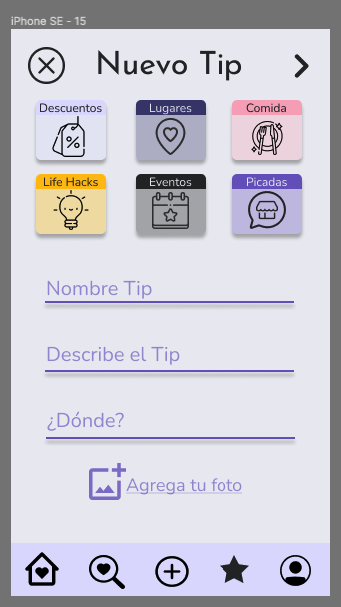 iPhone SE - 15
Nuevo Tip
Descuentos
Lugares
Comida
%
Life Hacks
Eventos
Picadas
Nombre Tip
Describe el Tip
¿Dónde?
Agrega tu foto